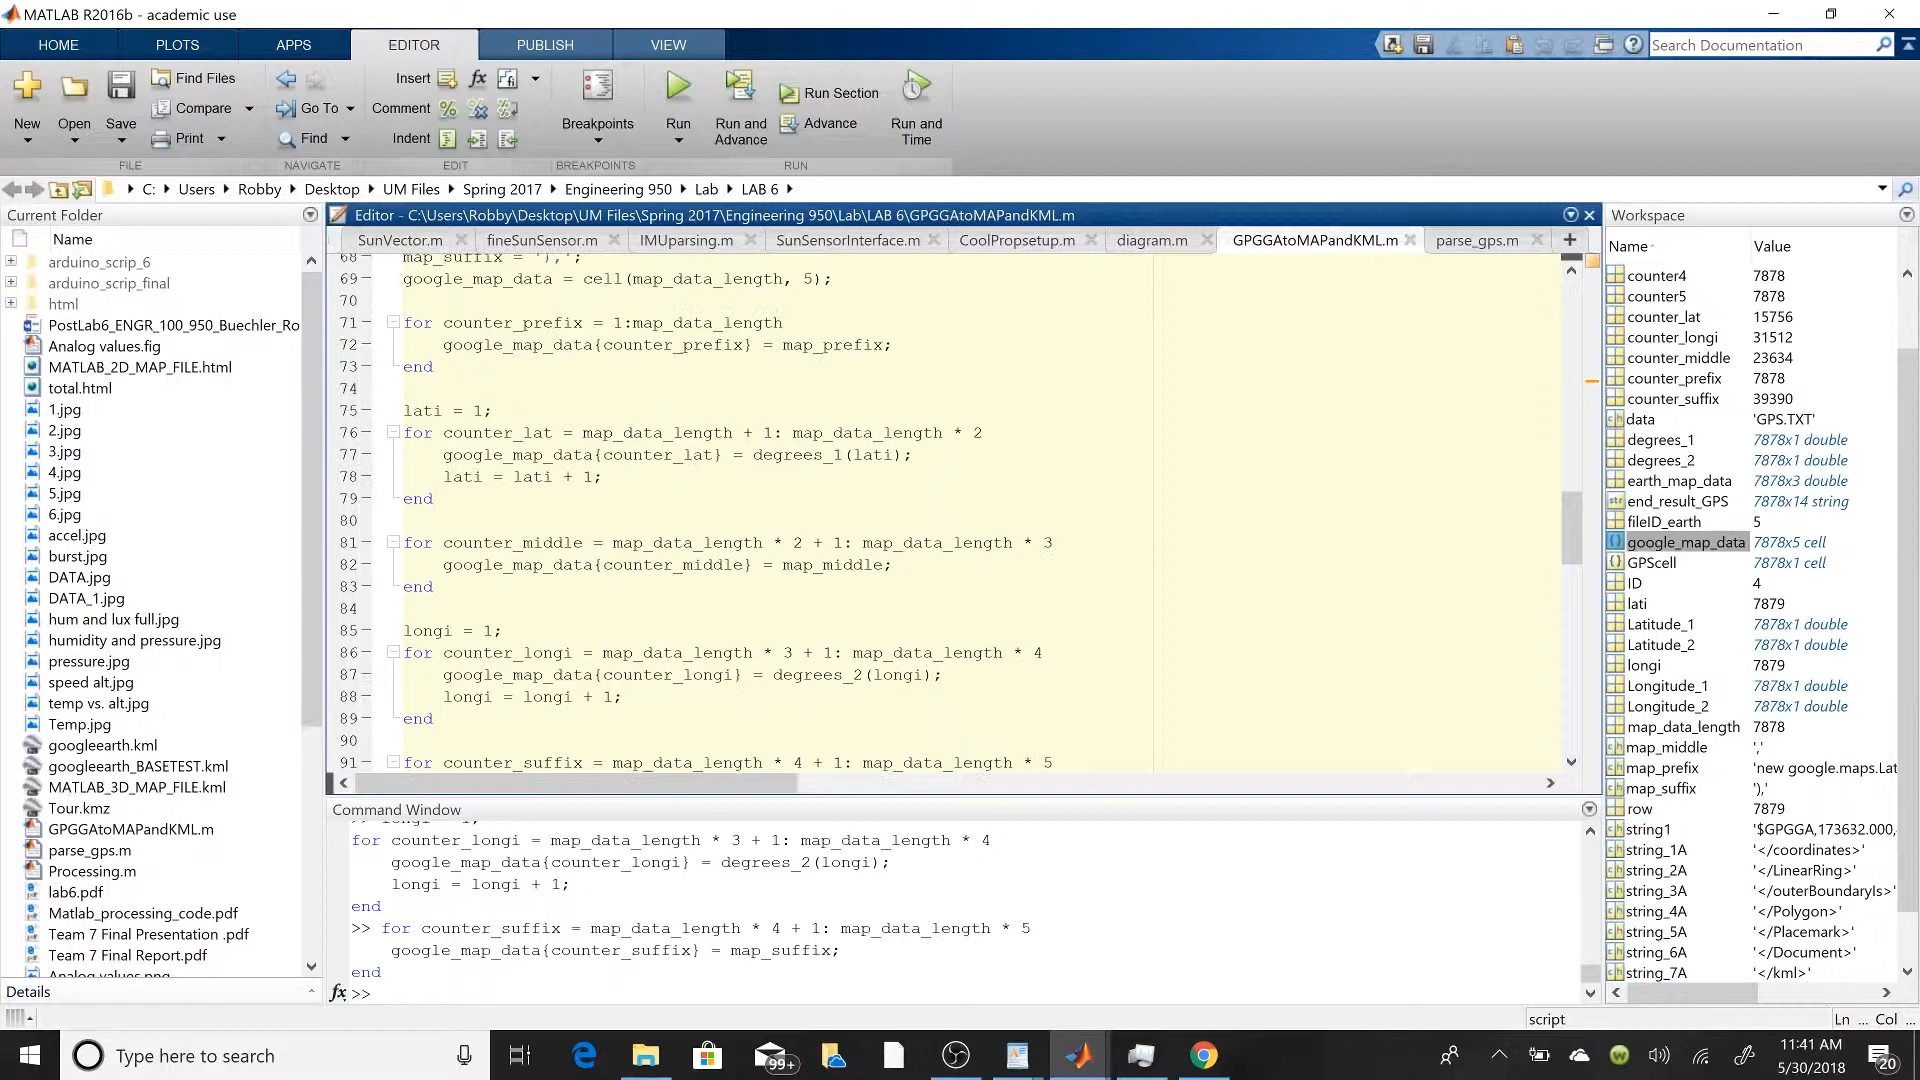 MATLAB R2016b - academic use
HOME PLOTS APPS EDITOR PUBLISH VIEW
Search Documentation
New Open Save Find Files Compare Print
FILE
Go To Find
NAVIGATE
Insert fx
Comment
Indent
EDIT
Breakpoints
BREAKPOINTS
Run Run and Advance Run Section Advance Run and Time
RUN
C: Users Robby Desktop UM Files Spring 2017 Engineering 950 Lab LAB 6
Current Folder
Name
arduino_scrip_6
arduino_scrip_final
html
PostLab6_ENGR_100_950_Buechler_Ro
Analog values.fig
MATLAB_2D_MAP_FILE.html
total.html
1.jpg
2.jpg
3.jpg
4.jpg
5.jpg
6.jpg
accel.jpg
burst.jpg
DATA.jpg
DATA_1.jpg
hum and lux full.jpg
humidity and pressure.jpg
pressure.jpg
speed alt.jpg
temp vs. alt.jpg
Temp.jpg
googleearth.kml
googleearth_BASETEST.kml
MATLAB_3D_MAP_FILE.kml
Tour.kmz
GPGGAtoMAPandKML.m
parse_gps.m
Processing.m
lab6.pdf
Matlab_processing_code.pdf
Team 7 Final Presentation .pdf
Team 7 Final Report.pdf
Analog values.png
Details
Editor - C:\Users\Robby\Desktop\UM Files\Spring 2017\Engineering 950\Lab\LAB 6\GPGGAtoMAPandKML.m
SunVector.m fineSunSensor.m IMUparsing.m SunSensorInterface.m CoolPropsetup.m diagram.m GPGGAtoMAPandKML.m parse_gps.m
68 map_suffix = '),';
69 google_map_data = cell(map_data_length, 5);
70
71 for counter_prefix = 1:map_data_length
72 google_map_data{counter_prefix} = map_prefix;
73 end
74
75 lati = 1;
76 for counter_lat = map_data_length + 1: map_data_length * 2
77 google_map_data{counter_lat} = degrees_1(lati);
78 lati = lati + 1;
79 end
80
81 for counter_middle = map_data_length * 2 + 1: map_data_length * 3
82 google_map_data{counter_middle} = map_middle;
83 end
84
85 longi = 1;
86 for counter_longi = map_data_length * 3 + 1: map_data_length * 4
87 google_map_data{counter_longi} = degrees_2(longi);
88 longi = longi + 1;
89 end
90
91 for counter_suffix = map_data_length * 4 + 1: map_data_length * 5
Command Window
>> longi = 1;
for counter_longi = map_data_length * 3 + 1: map_data_length * 4
google_map_data{counter_longi} = degrees_2(longi);
longi = longi + 1;
end
>> for counter_suffix = map_data_length * 4 + 1: map_data_length * 5
google_map_data{counter_suffix} = map_suffix;
end
fx >>
Workspace
Name Value
counter4 7878
counter5 7878
counter_lat 15756
counter_longi 31512
counter_middle 23634
counter_prefix 7878
counter_suffix 39390
data 'GPS.TXT'
degrees_1 7878x1 double
degrees_2 7878x1 double
earth_map_data 7878x3 double
end_result_GPS 7878x14 string
fileID_earth 5
google_map_data 7878x5 cell
GPScell 7878x1 cell
ID 4
lati 7879
Latitude_1 7878x1 double
Latitude_2 7878x1 double
longi 7879
Longitude_1 7878x1 double
Longitude_2 7878x1 double
map_data_length 7878
map_middle ','
map_prefix 'new google.maps.Lat
map_suffix '),'
row 7879
string1 '$GPGGA,173632.000,
string_1A '</coordinates>'
string_2A '</LinearRing>'
string_3A '</outerBoundaryIs>'
string_4A '</Polygon>'
string_5A '</Placemark>'
string_6A '</Document>'
string_7A '</kml>'
script Ln ... Col ...
Type here to search
99+
11:41 AM
5/30/2018
20